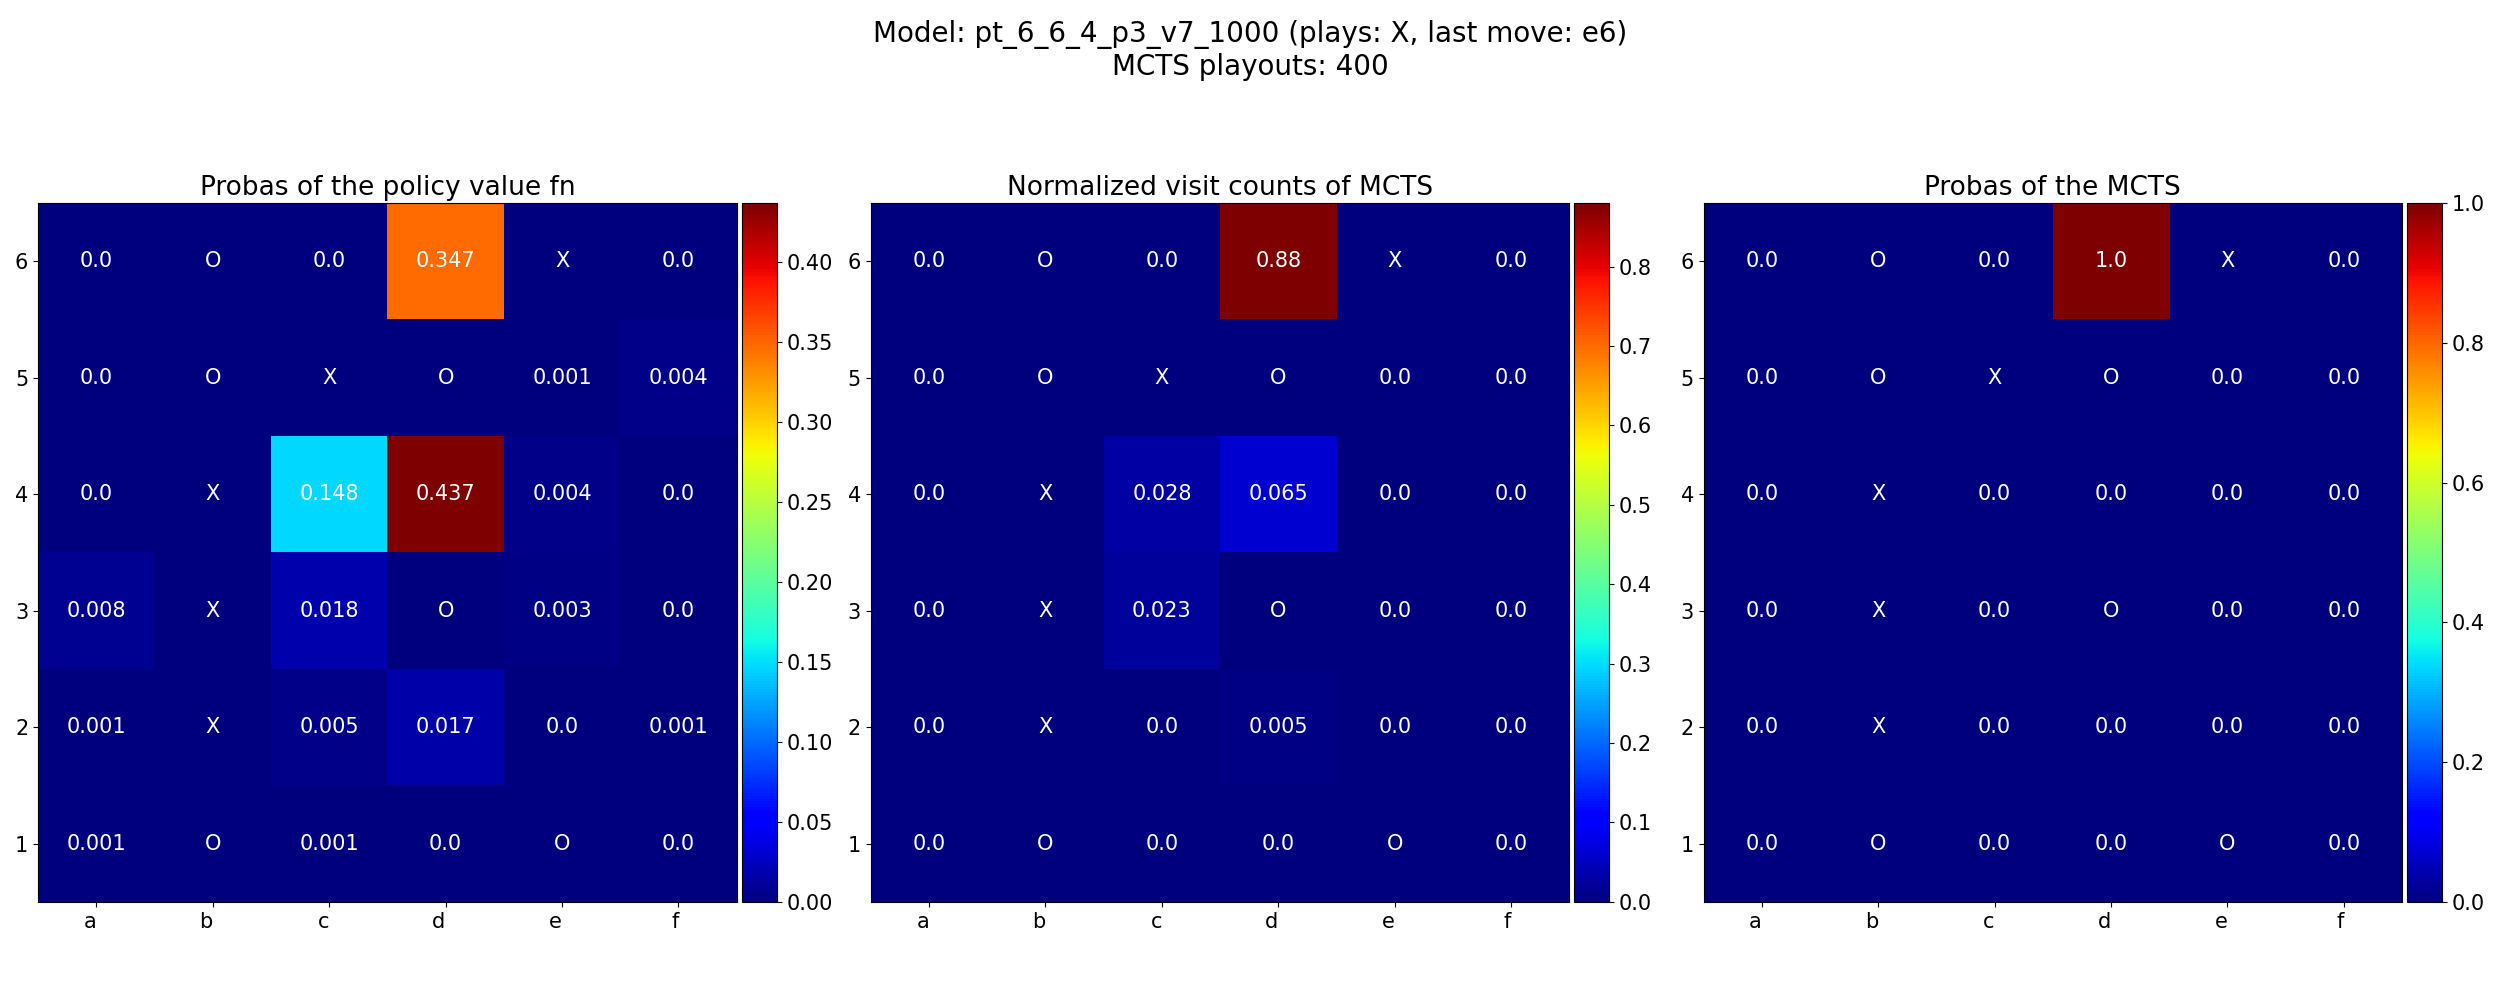 Model: pt_6_6_4_p3_v7_1000 (plays: X, last move: e6)
MCTS playouts: 400
Probas of the policy value fn
6 0.0 O 0.0 0.347 X 0.0
5 0.0 O X O 0.001 0.004
4 0.0 X 0.148 0.437 0.004 0.0
3 0.008 X 0.018 O 0.003 0.0
2 0.001 X 0.005 0.017 0.0 0.001
1 0.001 O 0.001 0.0 O 0.0
a b c d e f
0.40
0.35
0.30
0.25
0.20
0.15
0.10
0.05
0.00
Normalized visit counts of MCTS
6 0.0 O 0.0 0.88 X 0.0
5 0.0 O X O 0.0 0.0
4 0.0 X 0.028 0.065 0.0 0.0
3 0.0 X 0.023 O 0.0 0.0
2 0.0 X 0.0 0.005 0.0 0.0
1 0.0 O 0.0 0.0 O 0.0
a b c d e f
0.8
0.7
0.6
0.5
0.4
0.3
0.2
0.1
0.0
Probas of the MCTS
6 0.0 O 0.0 1.0 X 0.0
5 0.0 O X O 0.0 0.0
4 0.0 X 0.0 0.0 0.0 0.0
3 0.0 X 0.0 O 0.0 0.0
2 0.0 X 0.0 0.0 0.0 0.0
1 0.0 O 0.0 0.0 O 0.0
a b c d e f
1.0
0.8
0.6
0.4
0.2
0.0